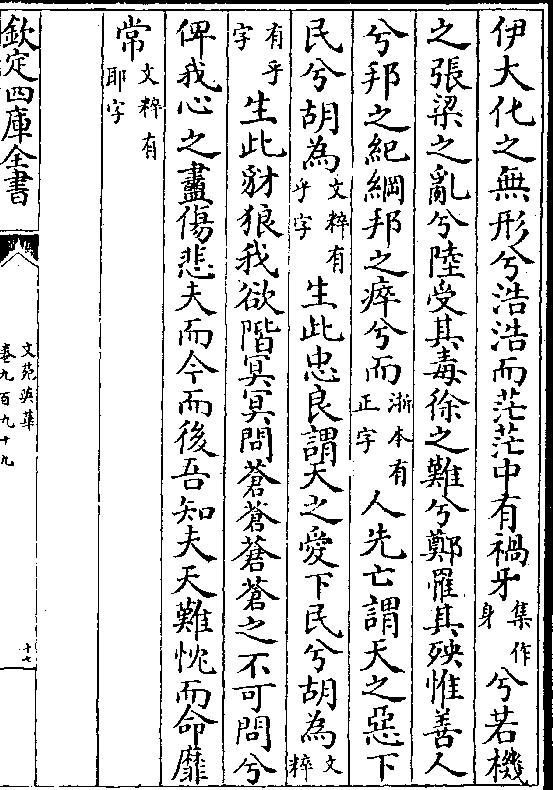 伊大化之無形兮浩浩而茫茫中有禍牙集作身兮若機
之張梁之亂兮陸受其毒徐之難兮鄭罹其殃惟善人
兮邦之紀綱邦之瘁兮而浙本有正字人先亡謂天之惡下
民兮胡為文粹有乎字生此忠良謂天之愛下民兮胡為文粹
有乎字生此豺狼我欲階冥冥問蒼蒼蒼蒼之不可問兮
俾我心之盡傷悲夫而今而後吾知夫天難忱而命靡
常文粹有耶字
欽定四庫全書
文苑英華
卷九百九十九
十七